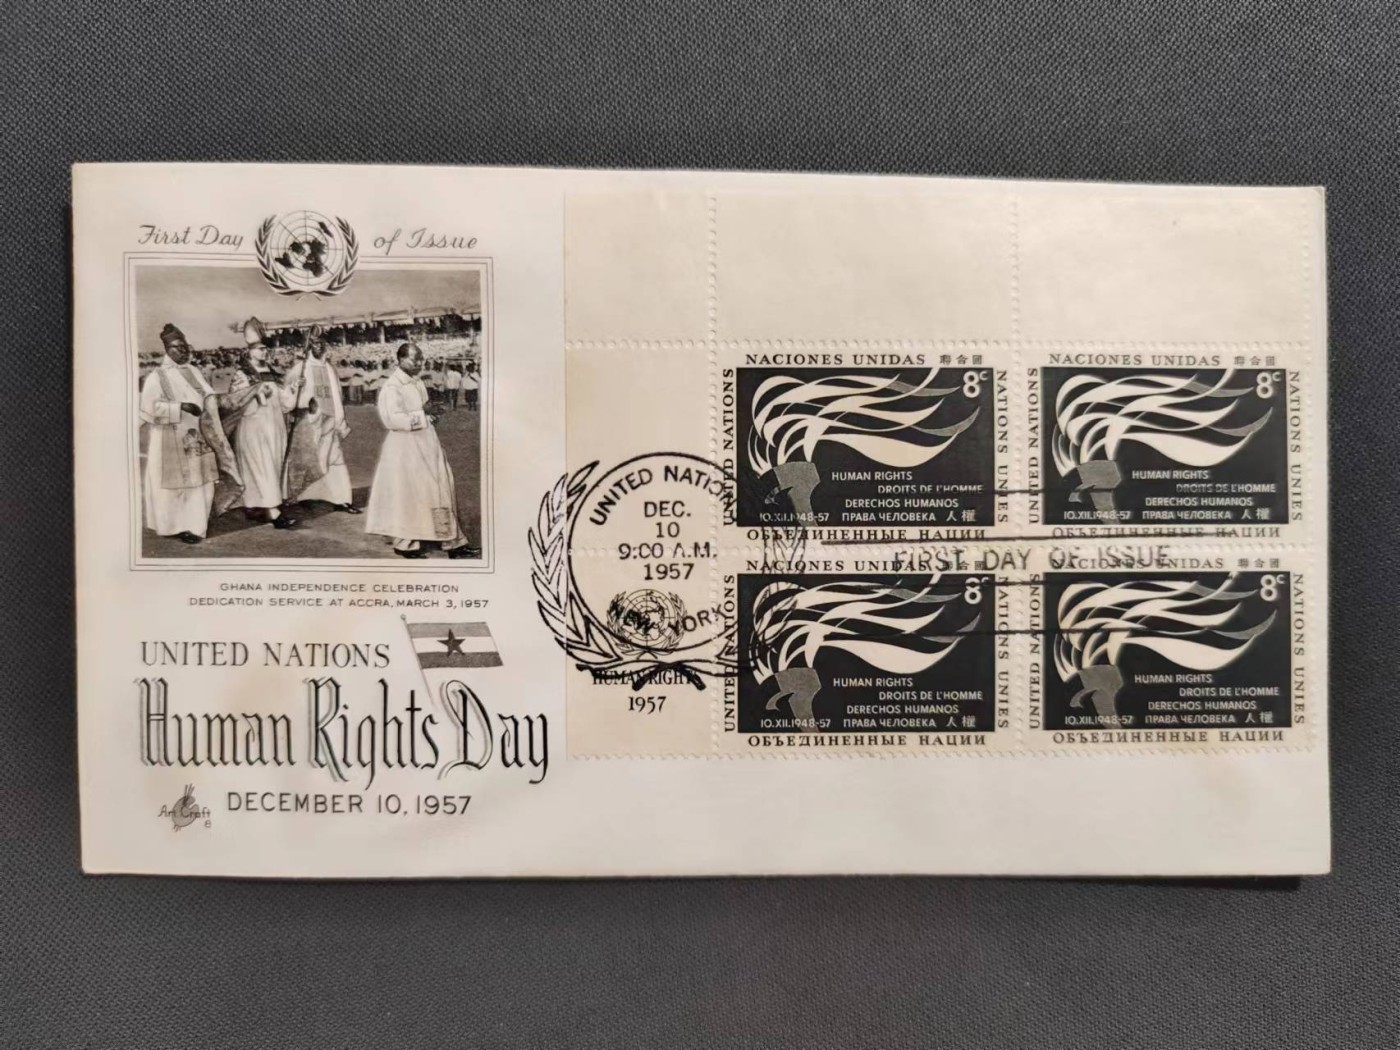 First Day of Issue
GHANA INDEPENDENCE CELEBRATION
DEDICATION SERVICE AT ACCRA, MARCH 3, 1957
UNITED NATIONS
Human Rights Day
DECEMBER 10, 1957
Art Craft
UNITED NATIONS
DEC.
10
9:00 A.M.
1957
NEW YORK
HUMAN RIGHTS
1957
FIRST DAY OF ISSUE
NACIONES UNIDAS 聯合國
UNITED NATIONS
8c
NATIONS UNIES
HUMAN RIGHTS
DROITS DE L'HOMME
DERECHOS HUMANOS
10.XII.1948-57 ПРАВА ЧЕЛОВЕКА 人權
ОБЪЕДИНЕННЫЕ НАЦИИ
NACIONES UNIDAS 聯合國
UNITED NATIONS
8c
NATIONS UNIES
HUMAN RIGHTS
DROITS DE L'HOMME
DERECHOS HUMANOS
10.XII.1948-57 ПРАВА ЧЕЛОВЕКА 人權
ОБЪЕДИНЕННЫЕ НАЦИИ
NACIONES UNIDAS 聯合國
UNITED NATIONS
8c
NATIONS UNIES
HUMAN RIGHTS
DROITS DE L'HOMME
DERECHOS HUMANOS
10.XII.1948-57 ПРАВА ЧЕЛОВЕКА 人權
ОБЪЕДИНЕННЫЕ НАЦИИ
NACIONES UNIDAS 聯合國
UNITED NATIONS
8c
NATIONS UNIES
HUMAN RIGHTS
DROITS DE L'HOMME
DERECHOS HUMANOS
10.XII.1948-57 ПРАВА ЧЕЛОВЕКА 人權
ОБЪЕДИНЕННЫЕ НАЦИИ